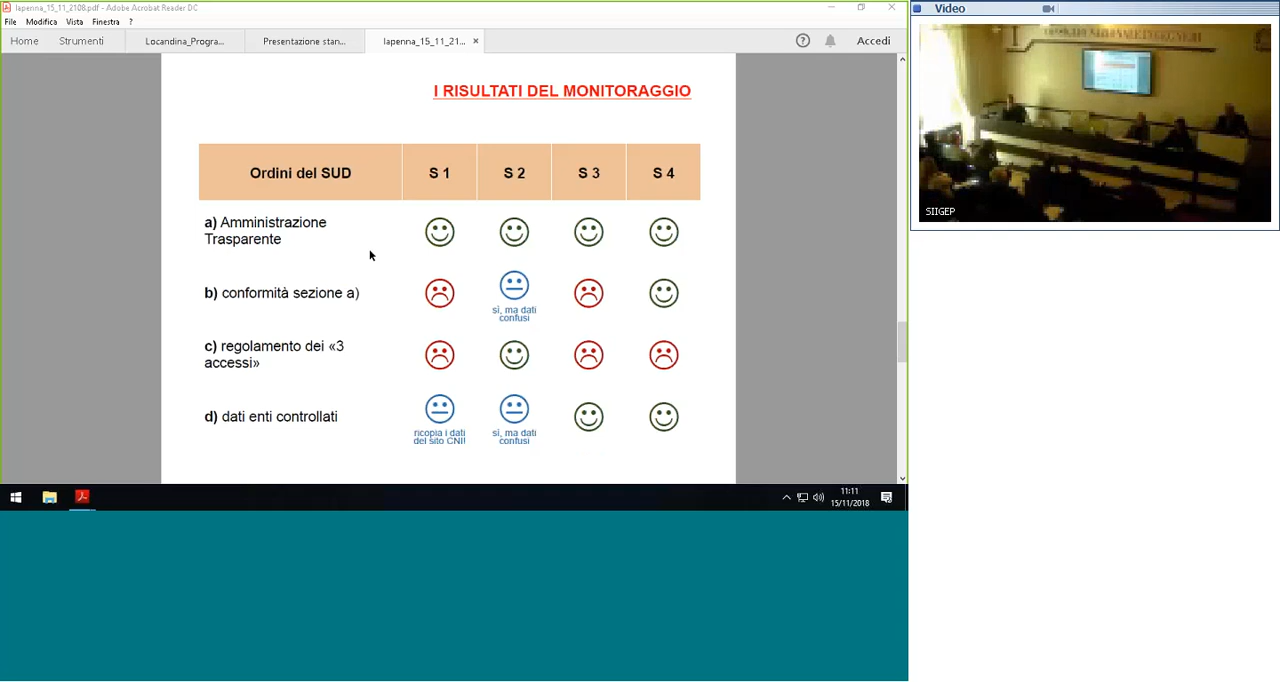 lapenna_15_11_2108.pdf - Adobe Acrobat Reader DC
File Modifica Vista Finestra ?
Home Strumenti Locandina_Progra... Presentazione stan... lapenna_15_11_21... × Accedi
I RISULTATI DEL MONITORAGGIO
Ordini del SUD S 1 S 2 S 3 S 4
a) Amministrazione
Trasparente
b) conformità sezione a)
sì, ma dati
confusi
c) regolamento dei «3
accessi»
d) dati enti controllati
ricopia i dati
del sito CNI!
sì, ma dati
confusi
11:11
15/11/2018
Video
SIIGEP